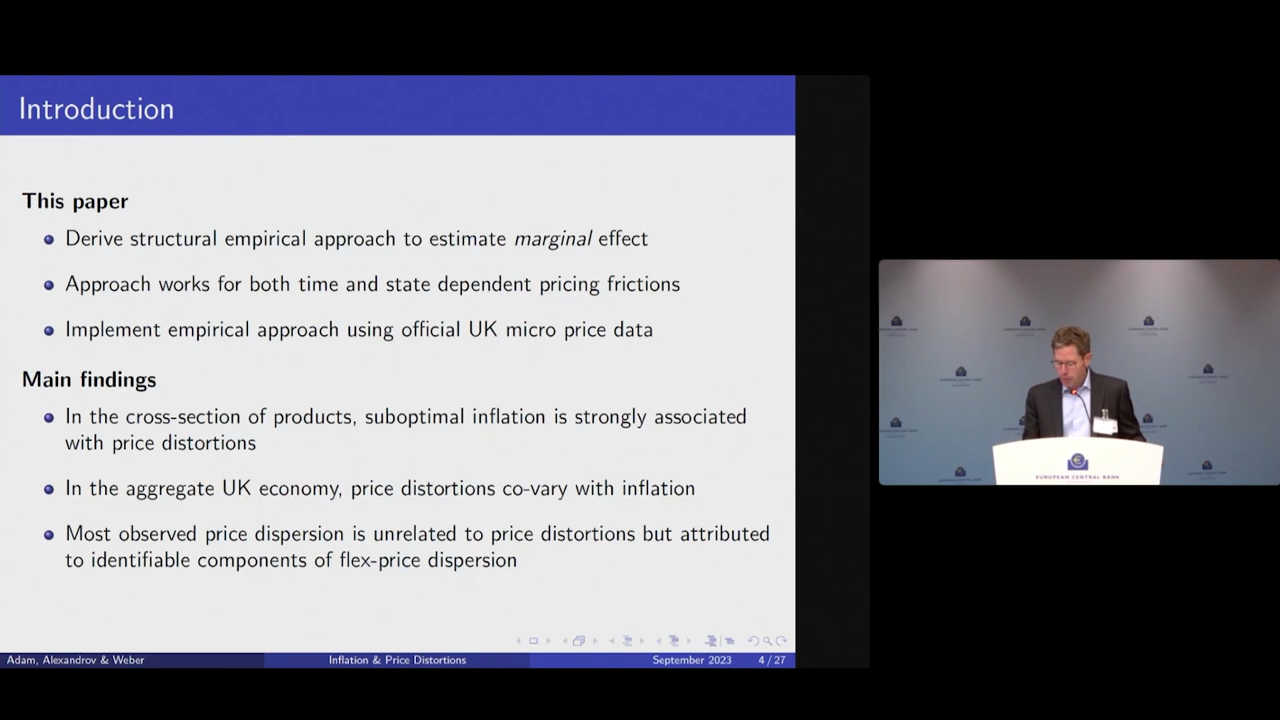 Introduction
This paper
Derive structural empirical approach to estimate marginal effect
Approach works for both time and state dependent pricing frictions
Implement empirical approach using official UK micro price data
Main findings
In the cross-section of products, suboptimal inflation is strongly associated
with price distortions
In the aggregate UK economy, price distortions co-vary with inflation
Most observed price dispersion is unrelated to price distortions but attributed
to identifiable components of flex-price dispersion
Adam, Alexandrov & Weber
Inflation & Price Distortions
September 2023
4 / 27
EUROPEAN CENTRAL BANK